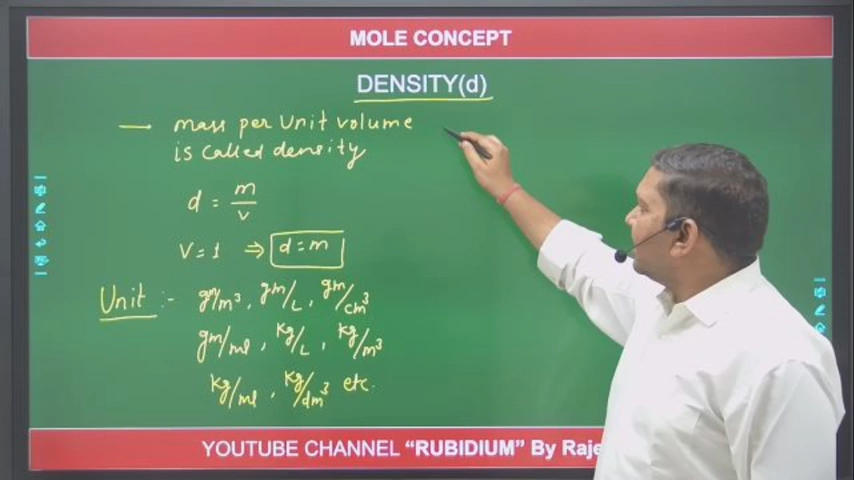 MOLE CONCEPT
DENSITY(d)
— mass per Unit volume
is called density
d = m/v
V = 1 ⇒ d = m
Unit :- gm/m³, gm/L, gm/cm³
gm/ml, kg/L, kg/m³
kg/ml, kg/dm³ etc.
YOUTUBE CHANNEL “RUBIDIUM” By Raje